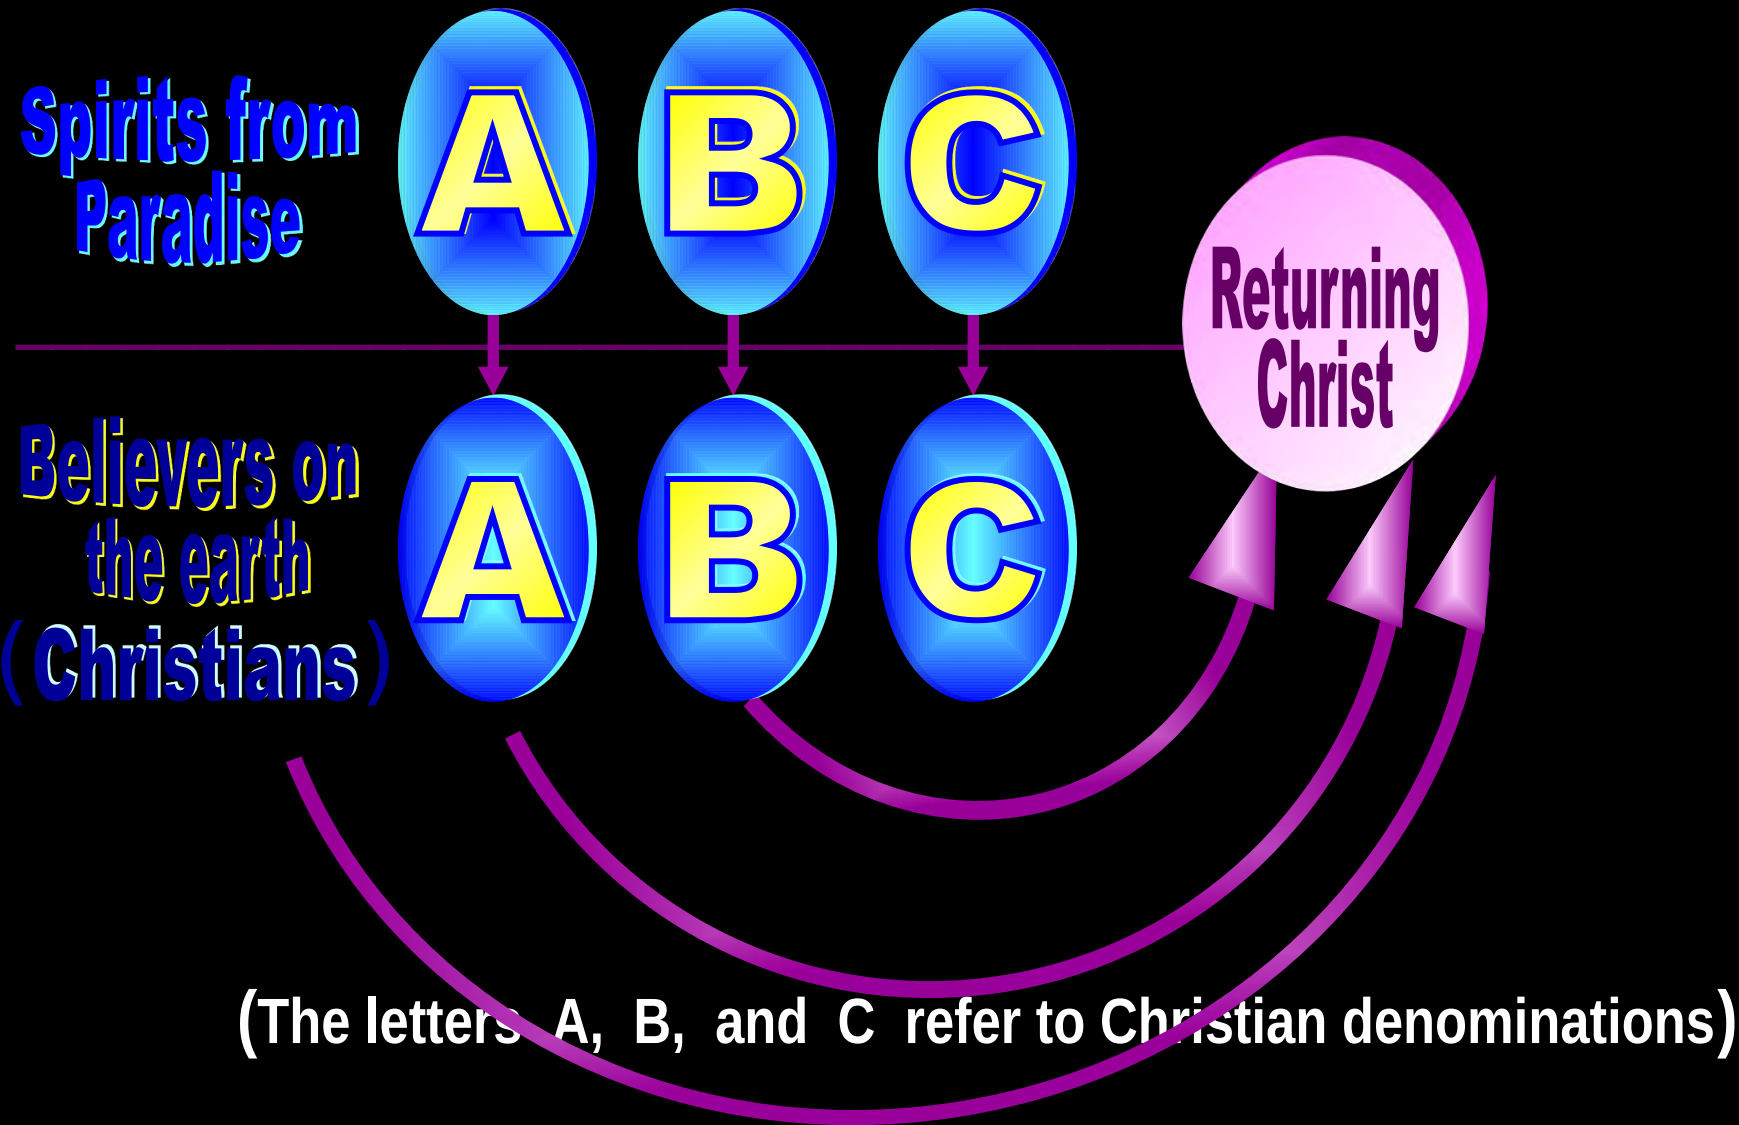 Spirits from
Paradise
A B C
Returning
Christ
Believers on
the earth
(Christians)
A B C
(The letters A, B, and C refer to Christian denominations)